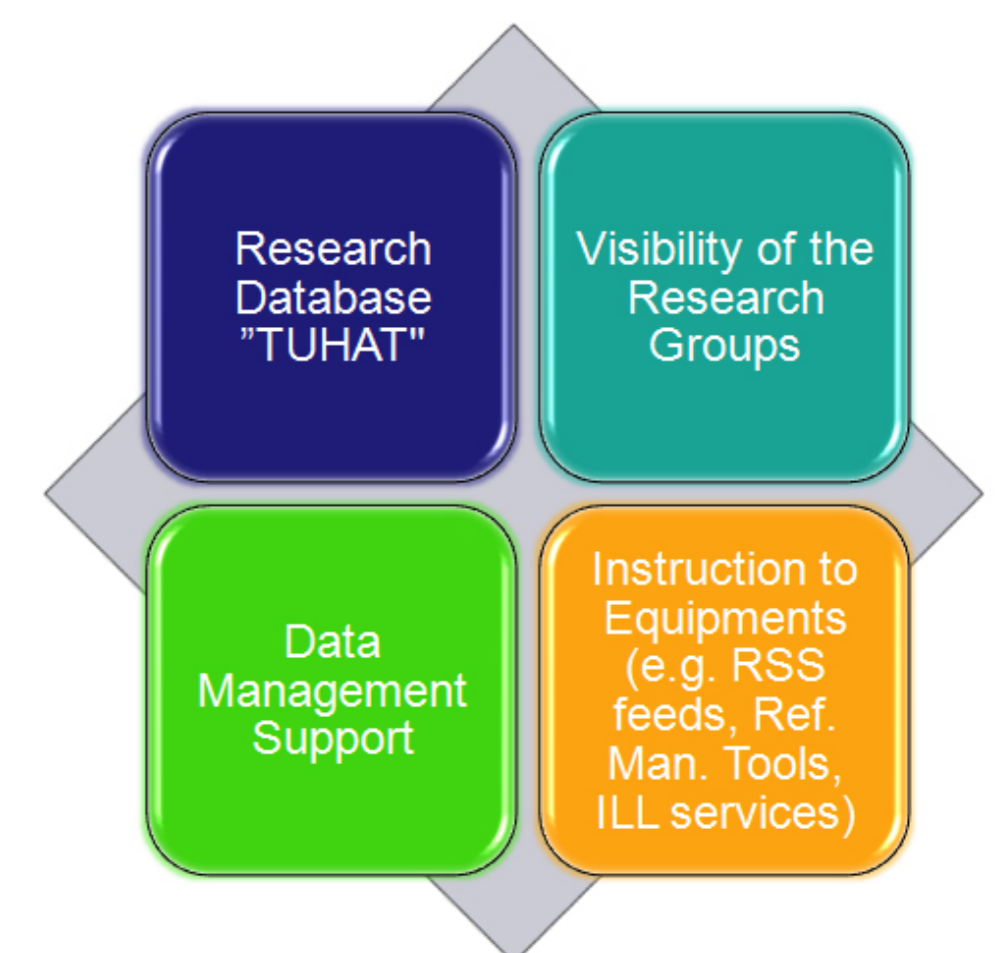 Research
Database
”TUHAT"
Visibility of the
Research
Groups
Data
Management
Support
Instruction to
Equipments
(e.g. RSS
feeds, Ref.
Man. Tools,
ILL services)